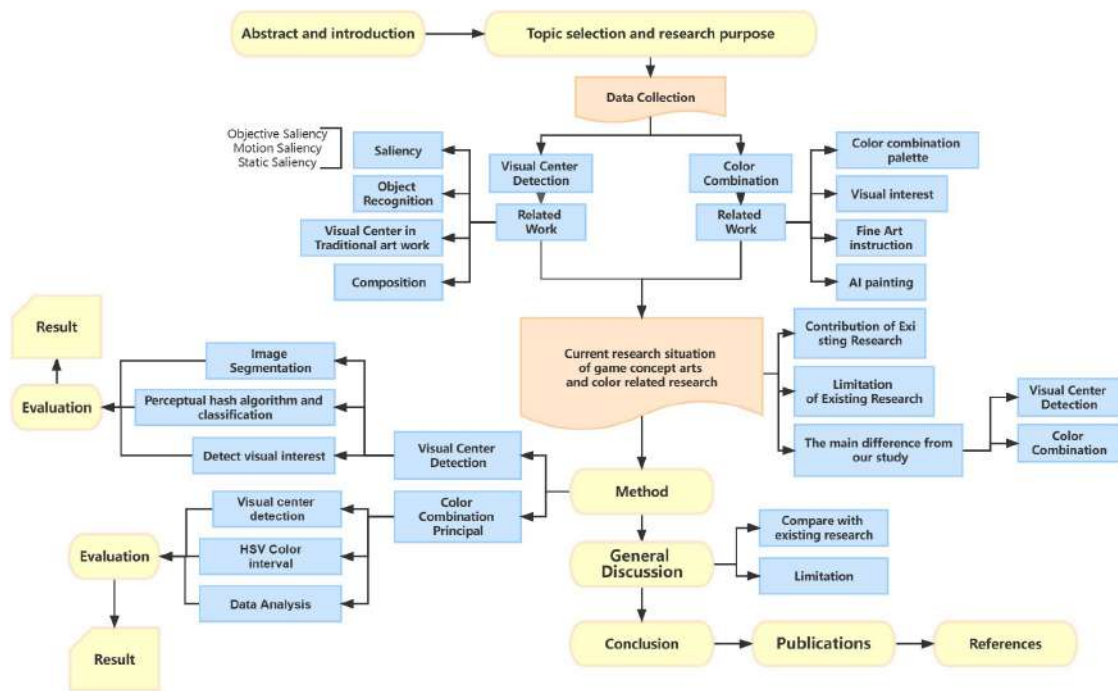 Abstract and introduction
Topic selection and research purpose
Data Collection
Objective Saliency
Motion Saliency
Static Saliency
Saliency
Object
Recognition
Visual Center in
Traditional art work
Composition
Visual Center
Detection
Related
Work
Color
Combination
Related
Work
Color combination
palette
Visual interest
Fine Art
instruction
AI painting
Current research situation
of game concept arts
and color related research
Contribution of Exi
sting Research
Limitation
of Existing Research
The main difference from
our study
Visual Center
Detection
Color
Combination
Result
Evaluation
Image
Segmentation
Perceptual hash algorithm and
classification
Detect visual interest
Visual Center
Detection
Method
Color
Combination
Principal
Visual center
detection
HSV Color
interval
Data Analysis
Evaluation
Result
General
Discussion
Compare with
existing research
Limitation
Conclusion
Publications
References